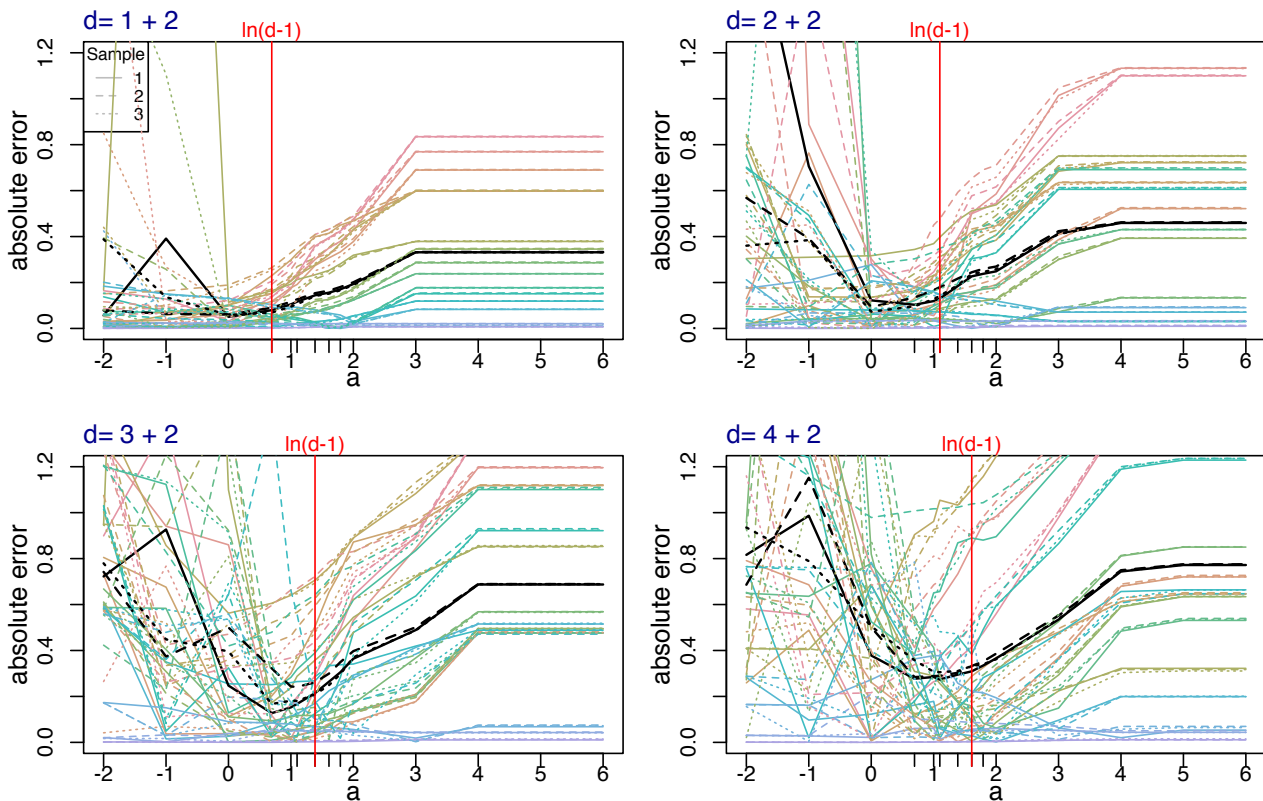 d= 1 + 2
ln(d-1)
Sample
1
2
3
absolute error
0.0 0.4 0.8 1.2
-2 -1 0 1 2 3 4 5 6
a
d= 2 + 2
ln(d-1)
absolute error
0.0 0.4 0.8 1.2
-2 -1 0 1 2 3 4 5 6
a
d= 3 + 2
ln(d-1)
absolute error
0.0 0.4 0.8 1.2
-2 -1 0 1 2 3 4 5 6
a
d= 4 + 2
ln(d-1)
absolute error
0.0 0.4 0.8 1.2
-2 -1 0 1 2 3 4 5 6
a